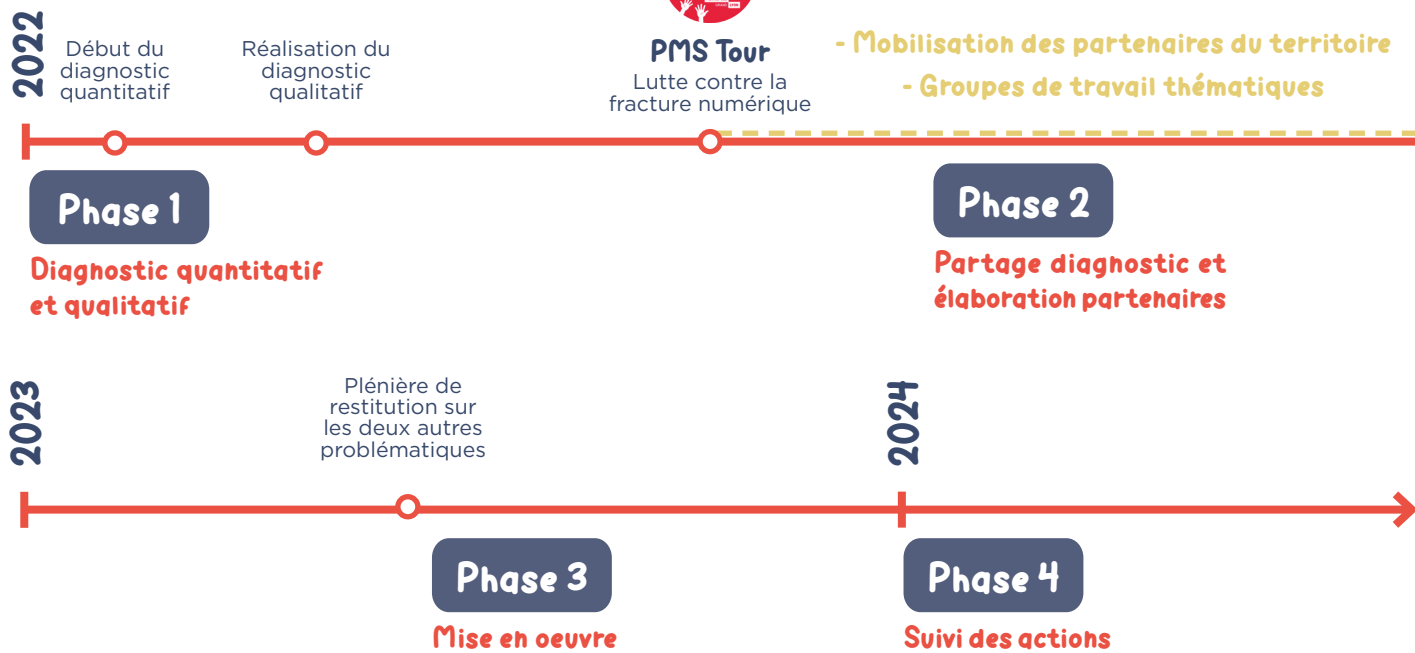 2022
Début du
diagnostic
quantitatif
Réalisation du
diagnostic
qualitatif
PMS Tour
Lutte contre la
fracture numérique
- Mobilisation des partenaires du territoire
- Groupes de travail thématiques
Phase 1
Diagnostic quantitatif
et qualitatif
Phase 2
Partage diagnostic et
élaboration partenaires
2023
Plénière de
restitution sur
les deux autres
problématiques
2024
Phase 3
Mise en oeuvre
Phase 4
Suivi des actions